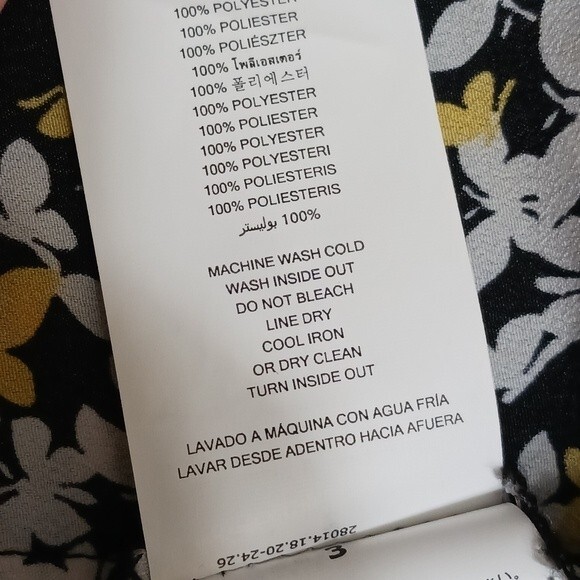 100% POLYESTER
100% POLIESTER
100% POLIÉSZTER
100% โพลีเอสเตอร์
100% 폴리에스터
100% POLYESTER
100% POLIESTER
100% POLYESTER
100% POLYESTERI
100% POLIESTERIS
100% POLIESTERIS
100% بوليستر
MACHINE WASH COLD
WASH INSIDE OUT
DO NOT BLEACH
LINE DRY
COOL IRON
OR DRY CLEAN
TURN INSIDE OUT
LAVADO A MÁQUINA CON AGUA FRÍA
LAVAR DESDE ADENTRO HACIA AFUERA
28014.18.20-24.26
3